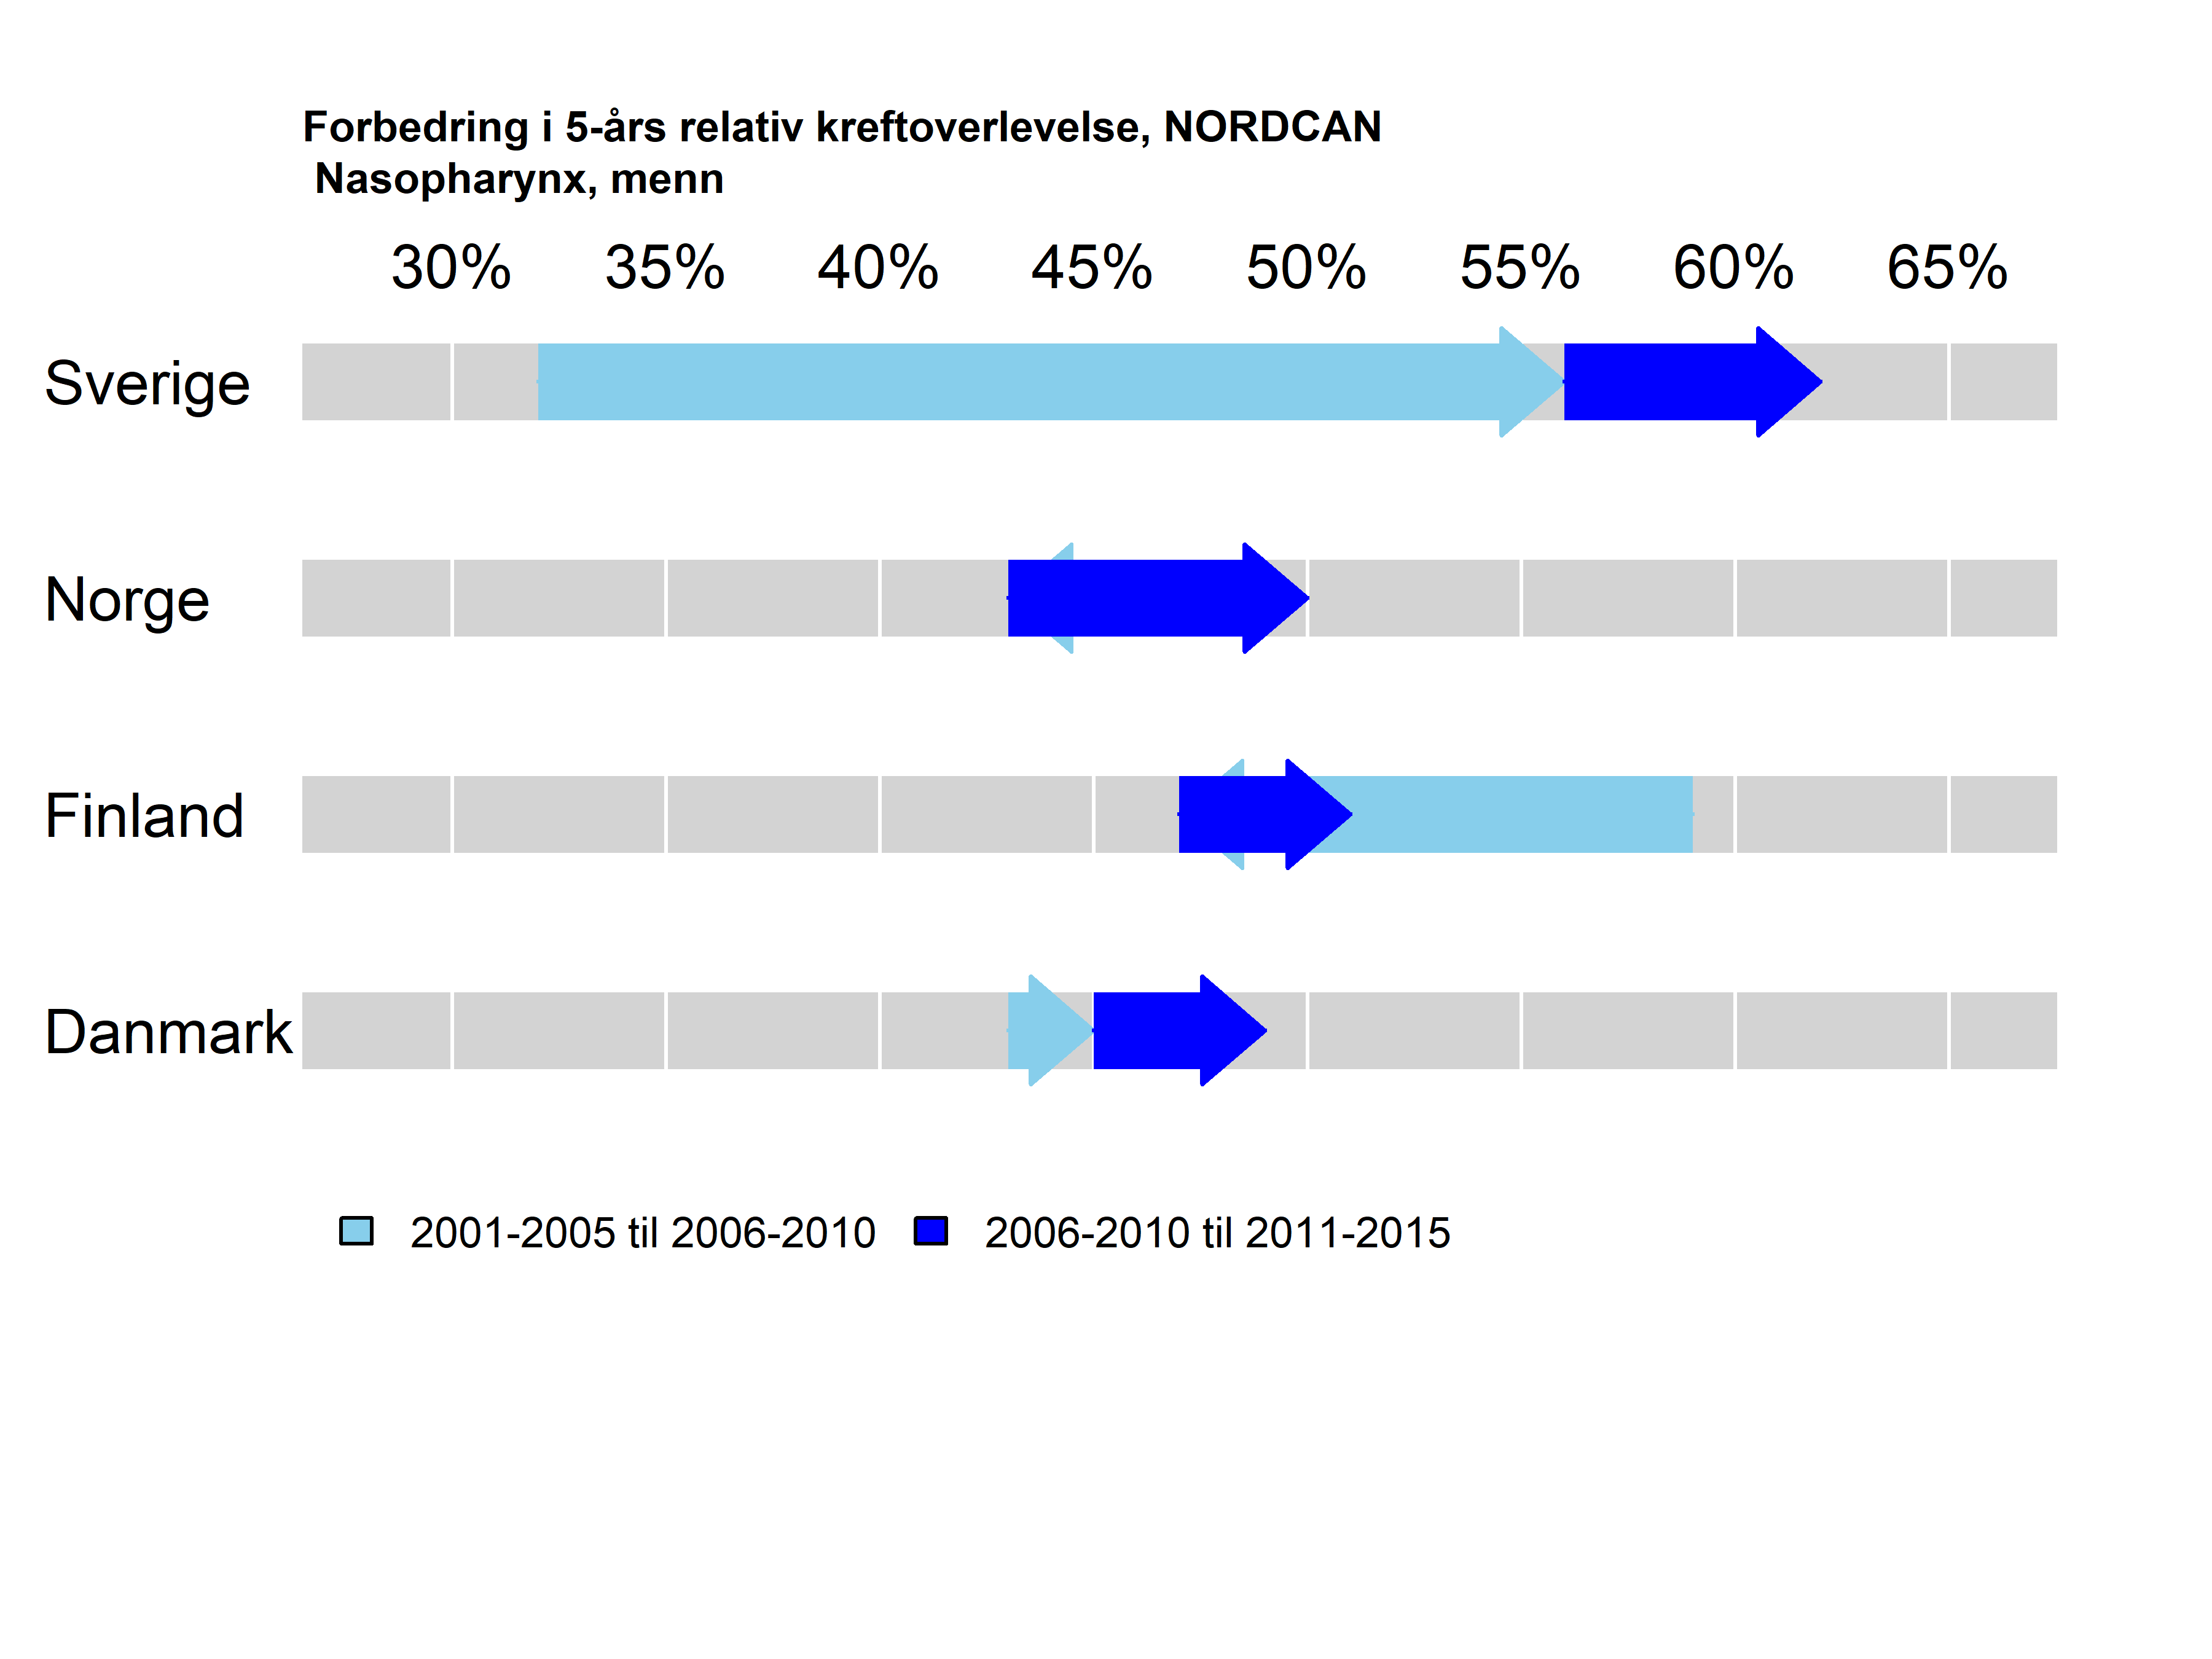 Forbedring i 5-års relativ kreftoverlevelse, NORDCAN
Nasopharynx, menn
30% 35% 40% 45% 50% 55% 60% 65%
Sverige
Norge
Finland
Danmark
2001-2005 til 2006-2010 2006-2010 til 2011-2015